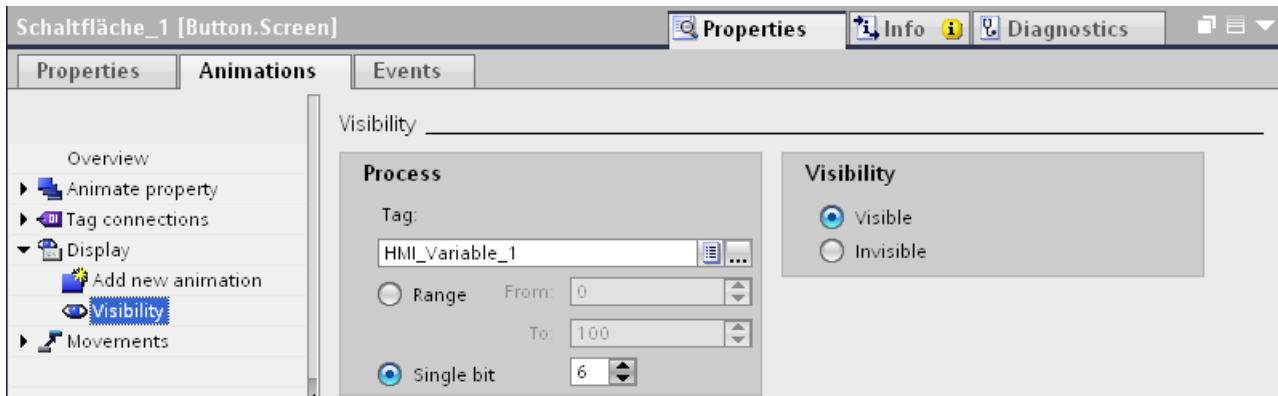 Schaltfläche_1 [Button.Screen]
Properties
Info
Diagnostics
Properties
Animations
Events
Overview
Animate property
Tag connections
Display
Add new animation
Visibility
Movements
Visibility
Process
Tag:
HMI_Variable_1
...
Range From: 0
To: 100
Single bit 6
Visibility
Visible
Invisible